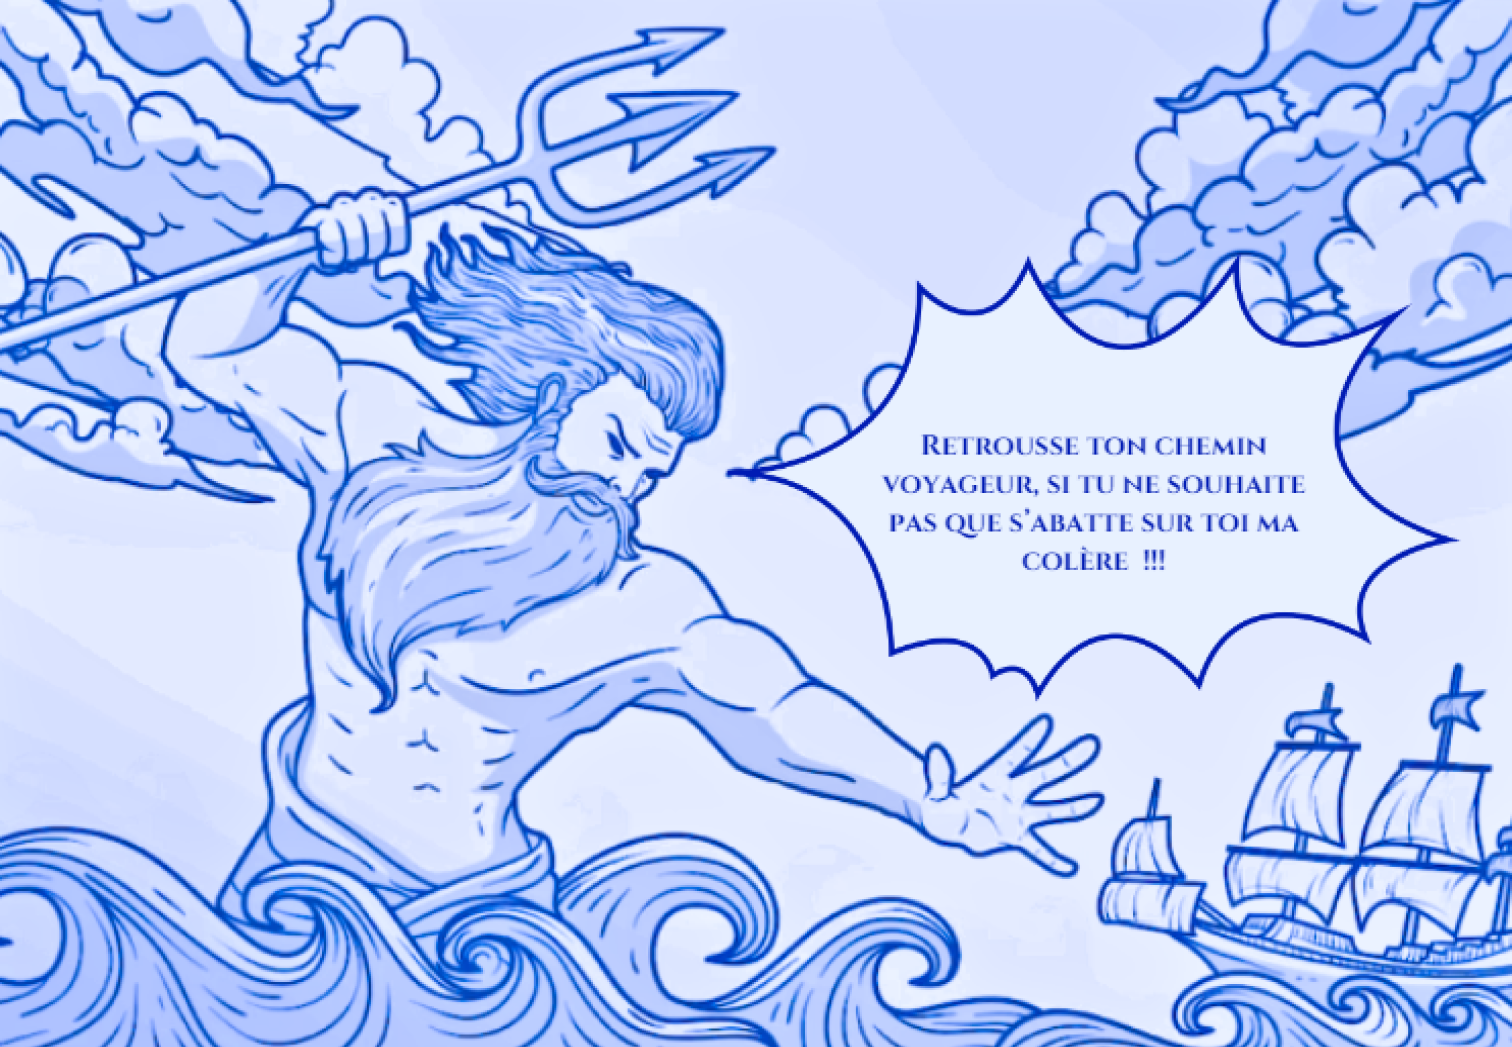 Retrousse ton chemin
voyageur, si tu ne souhaite
pas que s'abatte sur toi ma
colère !!!